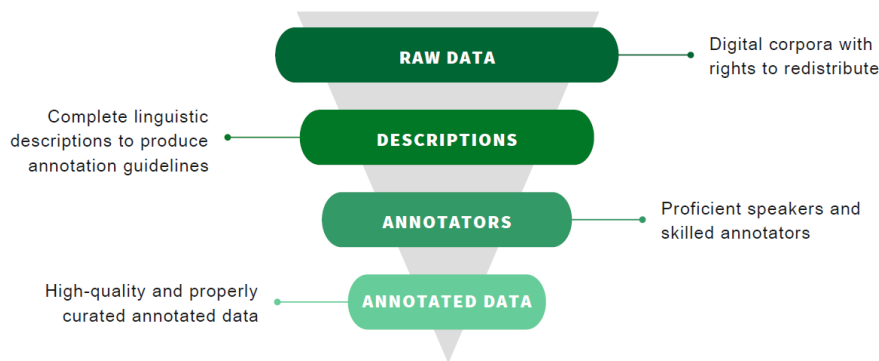 RAW DATA
Digital corpora with
rights to redistribute
Complete linguistic
descriptions to produce
annotation guidelines
DESCRIPTIONS
ANNOTATORS
Proficient speakers and
skilled annotators
High-quality and properly
curated annotated data
ANNOTATED DATA